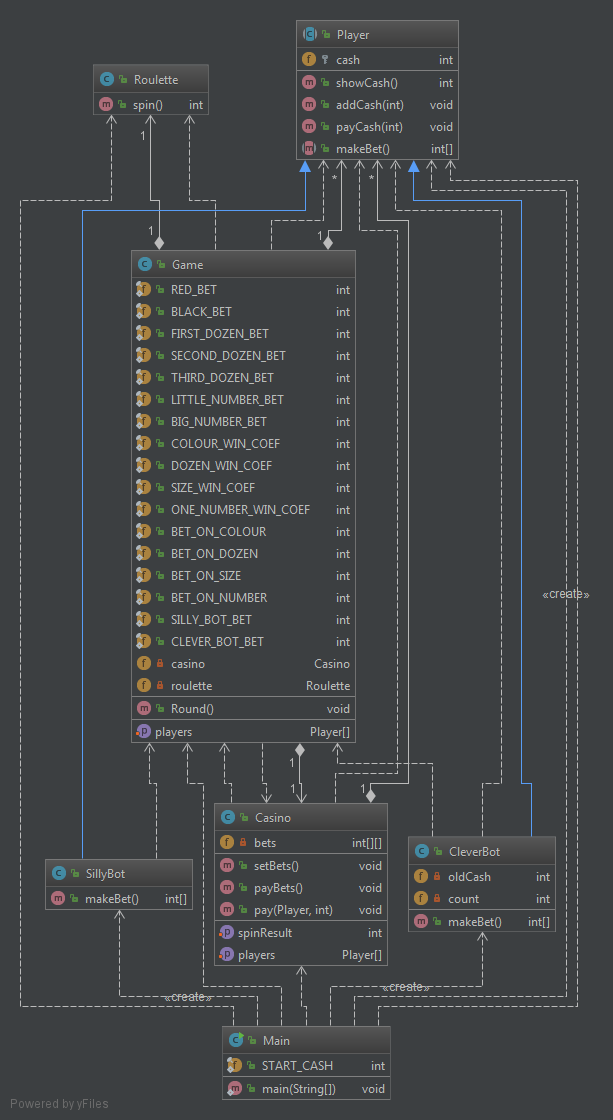 Player
cash int
showCash() int
addCash(int) void
payCash(int) void
makeBet() int[]
Roulette
spin() int
1
1
1
*
*
Game
RED_BET int
BLACK_BET int
FIRST_DOZEN_BET int
SECOND_DOZEN_BET int
THIRD_DOZEN_BET int
LITTLE_NUMBER_BET int
BIG_NUMBER_BET int
COLOUR_WIN_COEF int
DOZEN_WIN_COEF int
SIZE_WIN_COEF int
ONE_NUMBER_WIN_COEF int
BET_ON_COLOUR int
BET_ON_DOZEN int
BET_ON_SIZE int
BET_ON_NUMBER int
SILLY_BOT_BET int
CLEVER_BOT_BET int
casino Casino
roulette Roulette
Round() void
players Player[]
«create»
1
1
1
Casino
bets int[][]
setBets() void
payBets() void
pay(Player, int) void
spinResult int
players Player[]
SillyBot
makeBet() int[]
CleverBot
oldCash int
count int
makeBet() int[]
«create»
«create»
Main
START_CASH int
main(String[]) void
Powered by yFiles